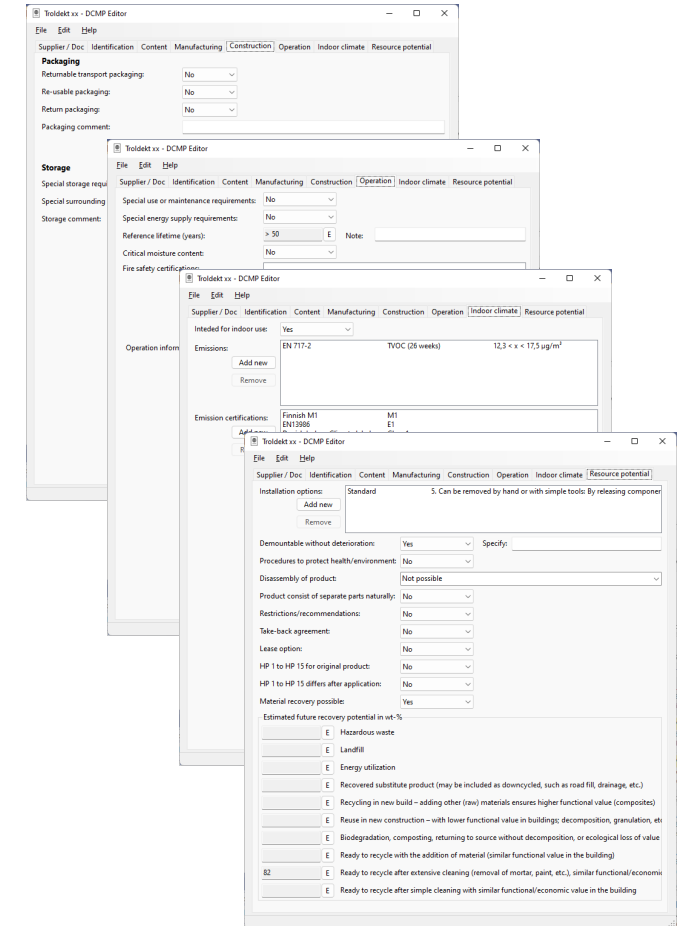 Troldekt xx - DCMP Editor
File Edit Help
Supplier / Doc Identification Content Manufacturing Construction Operation Indoor climate Resource potential
Packaging
Returnable transport packaging: No
Re-usable packaging: No
Return packaging: No
Packaging comment:
Storage
Special storage requi
Special surrounding
Storage comment:
Troldekt xx - DCMP Editor
File Edit Help
Supplier / Doc Identification Content Manufacturing Construction Operation Indoor climate Resource potential
Special use or maintenance requirements: No
Special energy supply requirements: No
Reference lifetime (years): > 50 E Note:
Critical moisture content: No
Fire safety certifications:
Operation inform
Troldekt xx - DCMP Editor
File Edit Help
Supplier / Doc Identification Content Manufacturing Construction Operation Indoor climate Resource potential
Inteded for indoor use: Yes
Emissions: EN 717-2 TVOC (26 weeks) 12,3 < x < 17,5 µg/m³
Add new
Remove
Emission certifications: Finnish M1 M1
EN13986 E1
Add new
R
Troldekt xx - DCMP Editor
File Edit Help
Supplier / Doc Identification Content Manufacturing Construction Operation Indoor climate Resource potential
Installation options: Standard 5. Can be removed by hand or with simple tools: By releasing componer
Add new
Remove
Demountable without deterioration: Yes Specify:
Procedures to protect health/environment: No
Disassembly of product: Not possible
Product consist of separate parts naturally: No
Restrictions/recommendations: No
Take-back agreement: No
Lease option: No
HP 1 to HP 15 for original product: No
HP 1 to HP 15 differs after application: No
Material recovery possible: Yes
Estimated future recovery potential in wt-%
E Hazardous waste
E Landfill
E Energy utilization
E Recovered substitute product (may be included as downcycled, such as road fill, drainage, etc.)
E Recycling in new build – adding other (raw) materials ensures higher functional value (composites)
E Reuse in new construction – with lower functional value in buildings; decomposition, granulation, etc
E Biodegradation, composting, returning to source without decomposition, or ecological loss of value
E Ready to recycle with the addition of material (similar functional value in the building)
82 E Ready to recycle after extensive cleaning (removal of mortar, paint, etc.), similar functional/economic
E Ready to recycle after simple cleaning with similar functional/economic value in the building